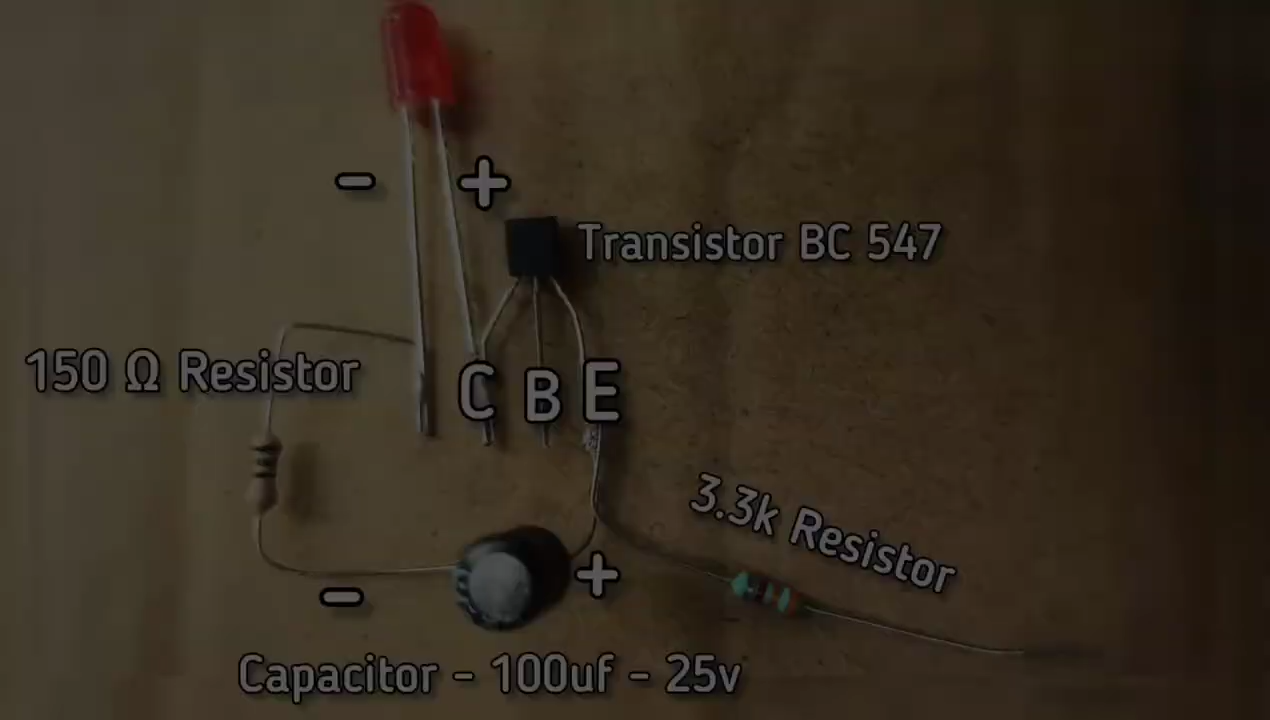 - +
Transistor BC 547
150 Ω Resistor
C B E
3.3k Resistor
- +
Capacitor - 100uf - 25v